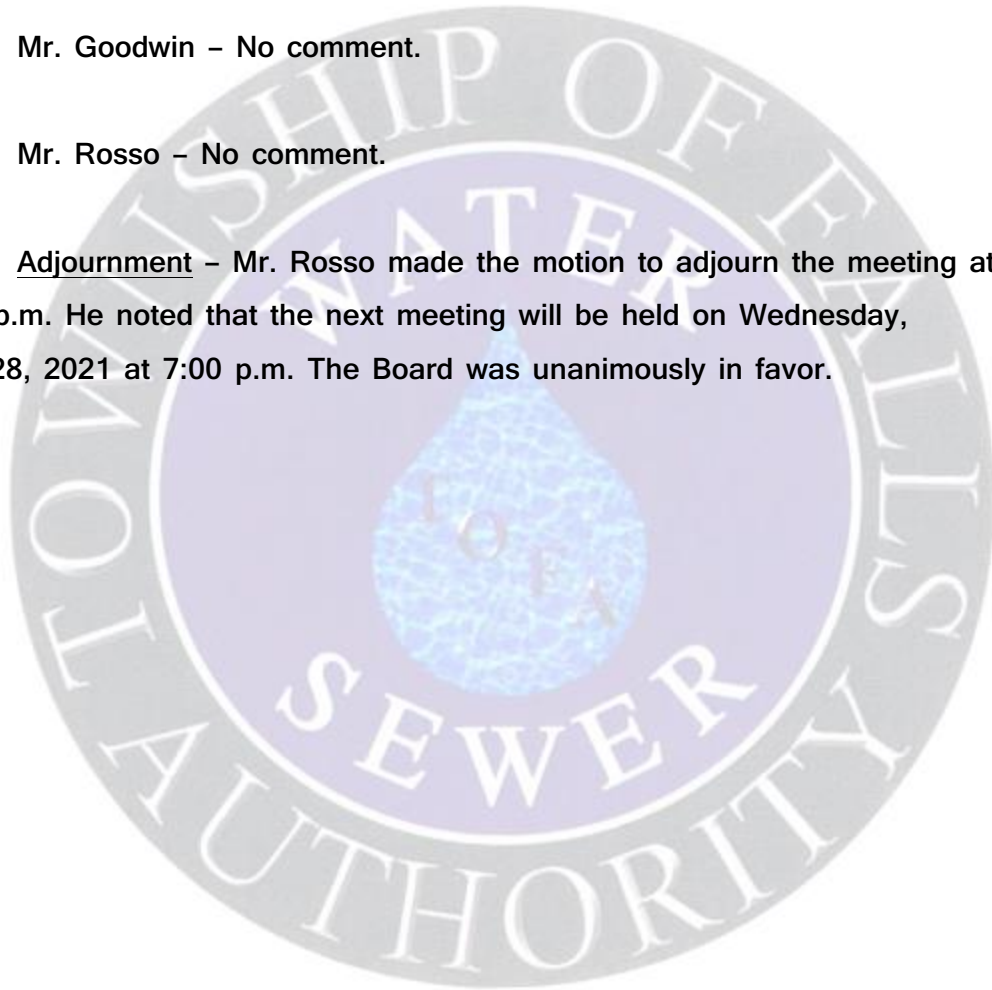 Mr. Goodwin – No comment.
Mr. Rosso – No comment.
Adjournment – Mr. Rosso made the motion to adjourn the meeting at
p.m. He noted that the next meeting will be held on Wednesday,
28, 2021 at 7:00 p.m. The Board was unanimously in favor.
TOWNSHIP OF FALLS
AUTHORITY
WATER
TOFA
SEWER